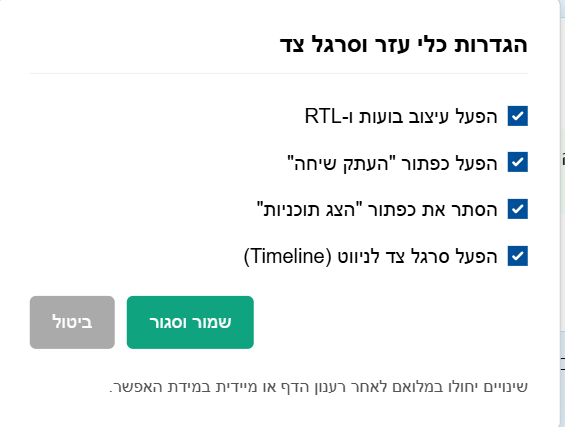 הגדרות כלי עזר וסרגל צד
הפעל עיצוב בועות ו-RTL
הפעל כפתור "העתק שיחה"
הסתר את כפתור "הצג תוכניות"
הפעל סרגל צד לניווט (Timeline)
שמור וסגור
ביטול
שינויים יחולו במלואם לאחר רענון הדף או מיידית במידת האפשר.